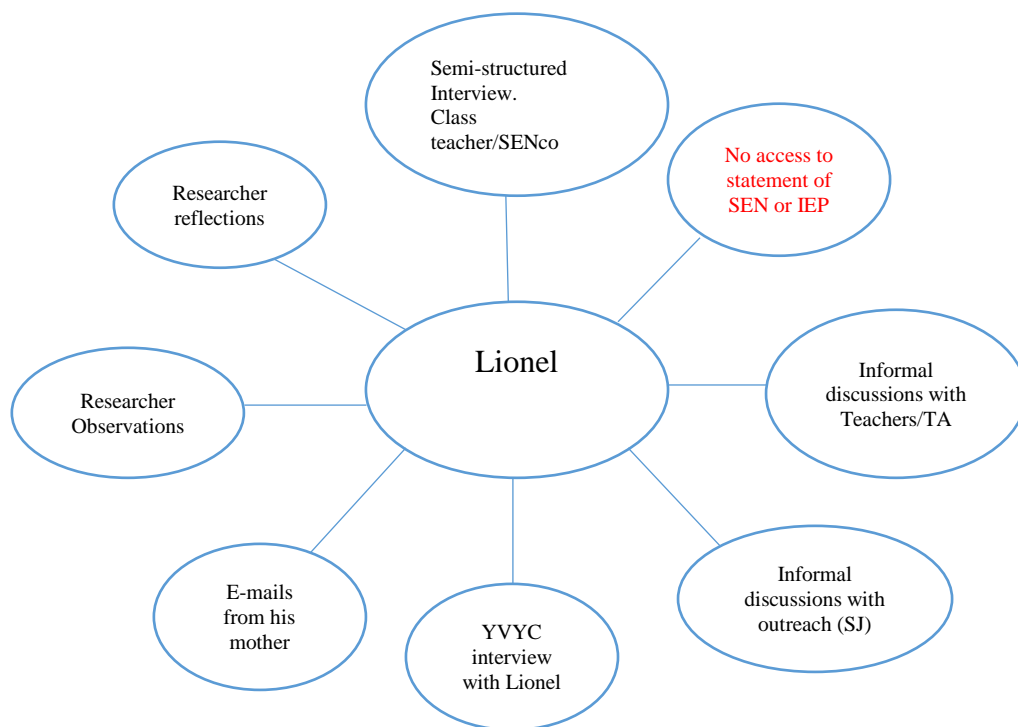 Semi-structured
Interview.
Class
teacher/SENco
No access to
statement of
SEN or IEP
Researcher
reflections
Lionel
Informal
discussions with
Teachers/TA
Researcher
Observations
Informal
discussions with
outreach (SJ)
E-mails
from his
mother
YVYC
interview
with Lionel